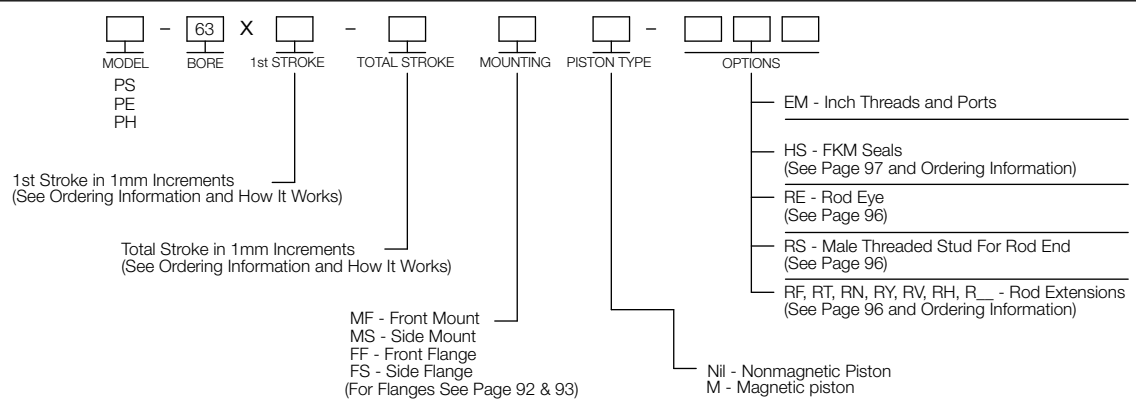 – 63 X – –
MODEL BORE 1st STROKE TOTAL STROKE MOUNTING PISTON TYPE OPTIONS
PS
PE
PH
EM - Inch Threads and Ports
HS - FKM Seals
(See Page 97 and Ordering Information)
RE - Rod Eye
(See Page 96)
RS - Male Threaded Stud For Rod End
(See Page 96)
RF, RT, RN, RY, RV, RH, R__ - Rod Extensions
(See Page 96 and Ordering Information)
1st Stroke in 1mm Increments
(See Ordering Information and How It Works)
Total Stroke in 1mm Increments
(See Ordering Information and How It Works)
MF - Front Mount
MS - Side Mount
FF - Front Flange
FS - Side Flange
(For Flanges See Page 92 & 93)
Nil - Nonmagnetic Piston
M - Magnetic piston